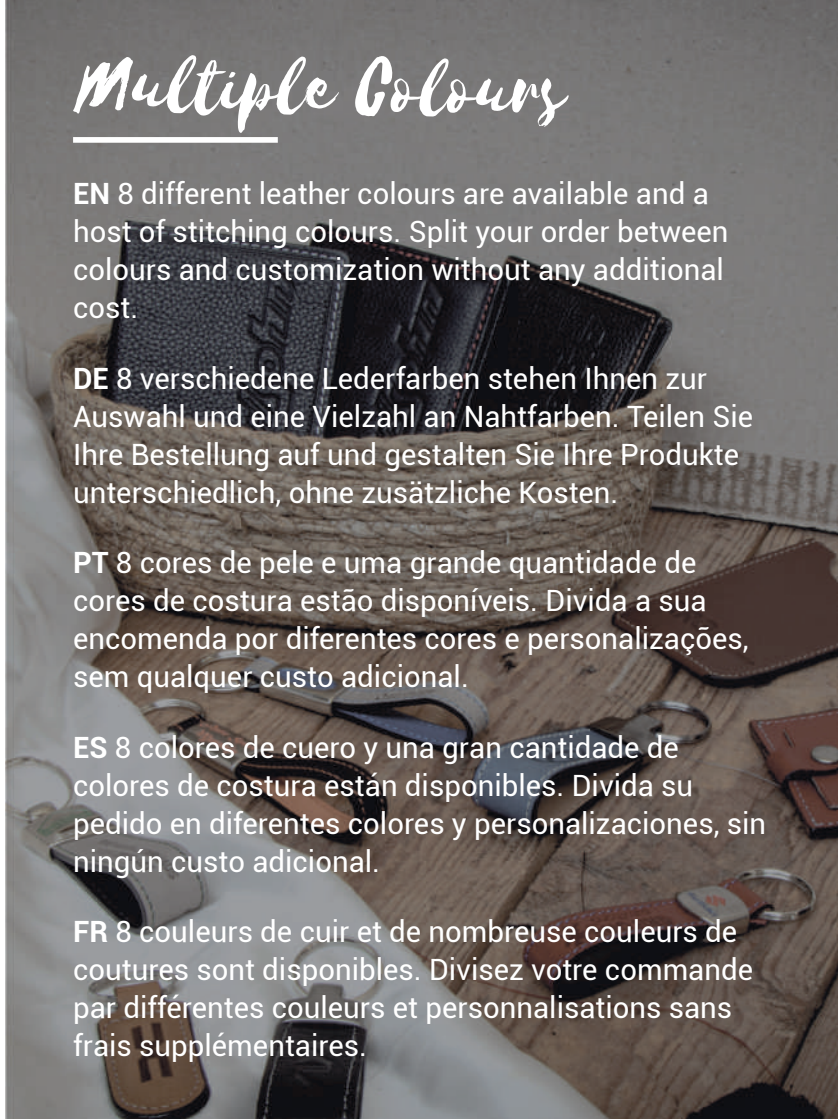 Multiple Colours
EN 8 different leather colours are available and a
host of stitching colours. Split your order between
colours and customization without any additional
cost.
DE 8 verschiedene Lederfarben stehen Ihnen zur
Auswahl und eine Vielzahl an Nahtfarben. Teilen Sie
Ihre Bestellung auf und gestalten Sie Ihre Produkte
unterschiedlich, ohne zusätzliche Kosten.
PT 8 cores de pele e uma grande quantidade de
cores de costura estão disponíveis. Divida a sua
encomenda por diferentes cores e personalizações,
sem qualquer custo adicional.
ES 8 colores de cuero y una gran cantidade de
colores de costura están disponibles. Divida su
pedido en diferentes colores y personalizaciones, sin
ningún custo adicional.
FR 8 couleurs de cuir et de nombreuse couleurs de
coutures sont disponibles. Divisez votre commande
par différentes couleurs et personnalisations sans
frais supplémentaires.